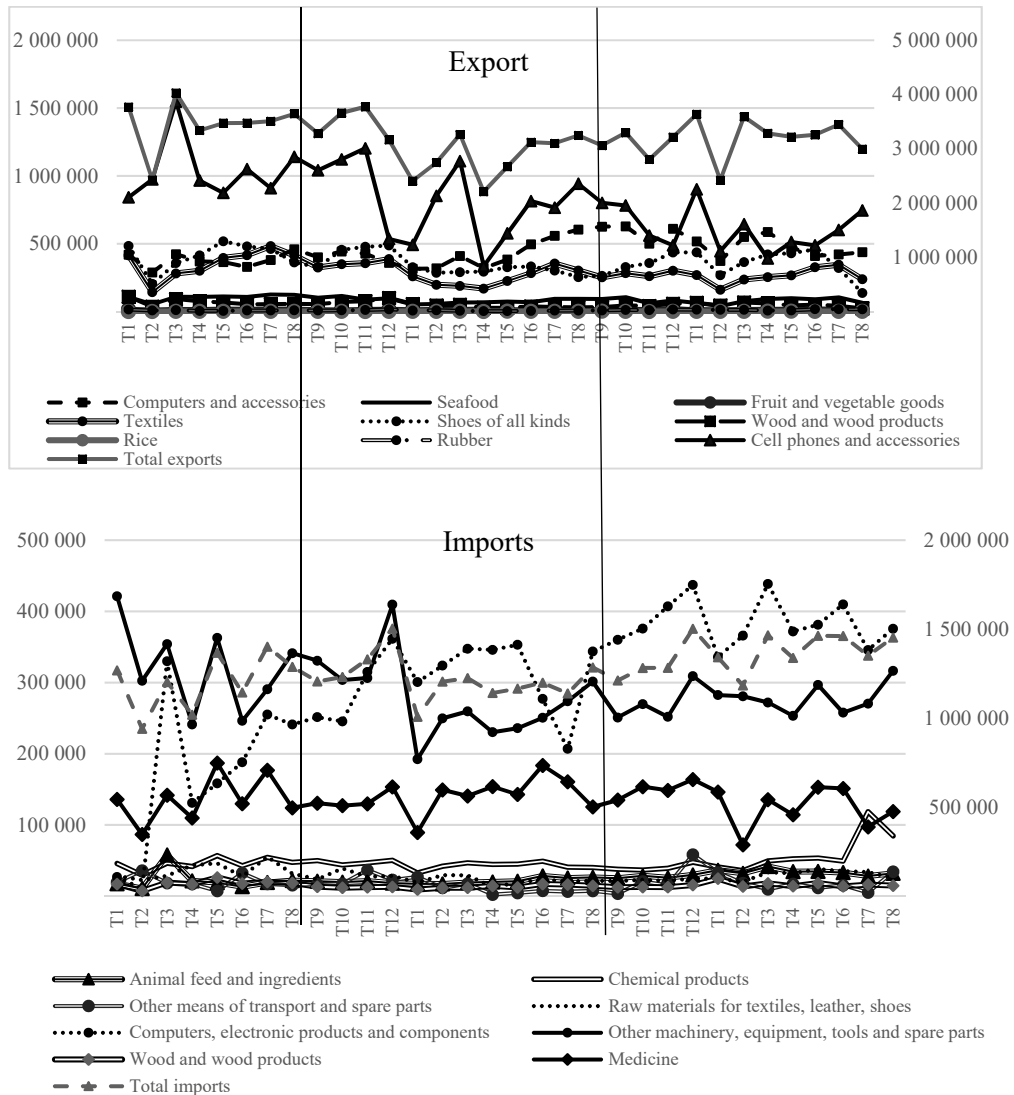 2 000 000 5 000 000
Export
4 000 000
1 500 000
3 000 000
1 000 000
2 000 000
500 000
1 000 000
T1 T2 T3 T4 T5 T6 T7 T8 T9 T10 T11 T12 T1 T2 T3 T4 T5 T6 T7 T8 T9 T10 T11 T12 T1 T2 T3 T4 T5 T6 T7 T8
Computers and accessories Seafood Fruit and vegetable goods
Textiles Shoes of all kinds Wood and wood products
Rice Rubber Cell phones and accessories
Total exports
500 000 2 000 000
Imports
400 000
1 500 000
300 000
1 000 000
200 000
500 000
100 000
T1 T2 T3 T4 T5 T6 T7 T8 T9 T10 T11 T12 T1 T2 T3 T4 T5 T6 T7 T8 T9 T10 T11 T12 T1 T2 T3 T4 T5 T6 T7 T8
Animal feed and ingredients Chemical products
Other means of transport and spare parts Raw materials for textiles, leather, shoes
Computers, electronic products and components Other machinery, equipment, tools and spare parts
Wood and wood products Medicine
Total imports